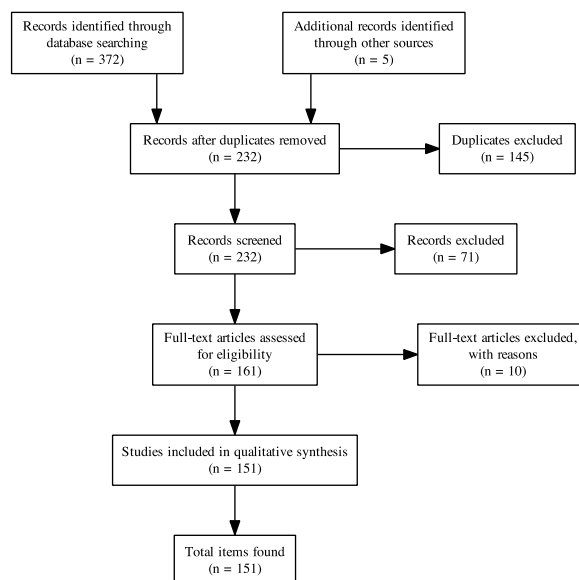 Records identified through
database searching
(n = 372)
Additional records identified
through other sources
(n = 5)
Records after duplicates removed
(n = 232)
Duplicates excluded
(n = 145)
Records screened
(n = 232)
Records excluded
(n = 71)
Full-text articles assessed
for eligibility
(n = 161)
Full-text articles excluded,
with reasons
(n = 10)
Studies included in qualitative synthesis
(n = 151)
Total items found
(n = 151)